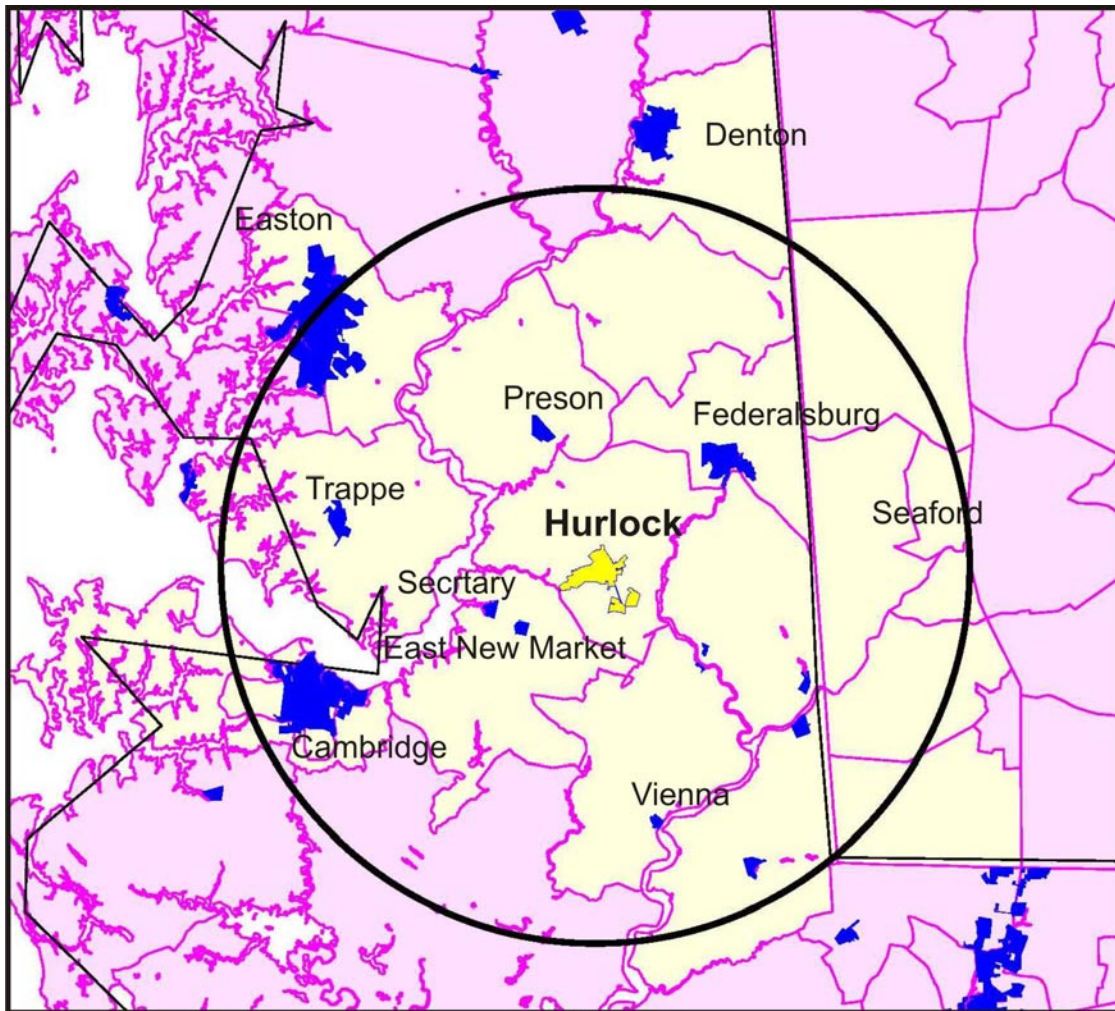 Denton
Easton
Preson
Federalsburg
Trappe
Seaford
Hurlock
Secrtary
East New Market
Cambridge
Vienna